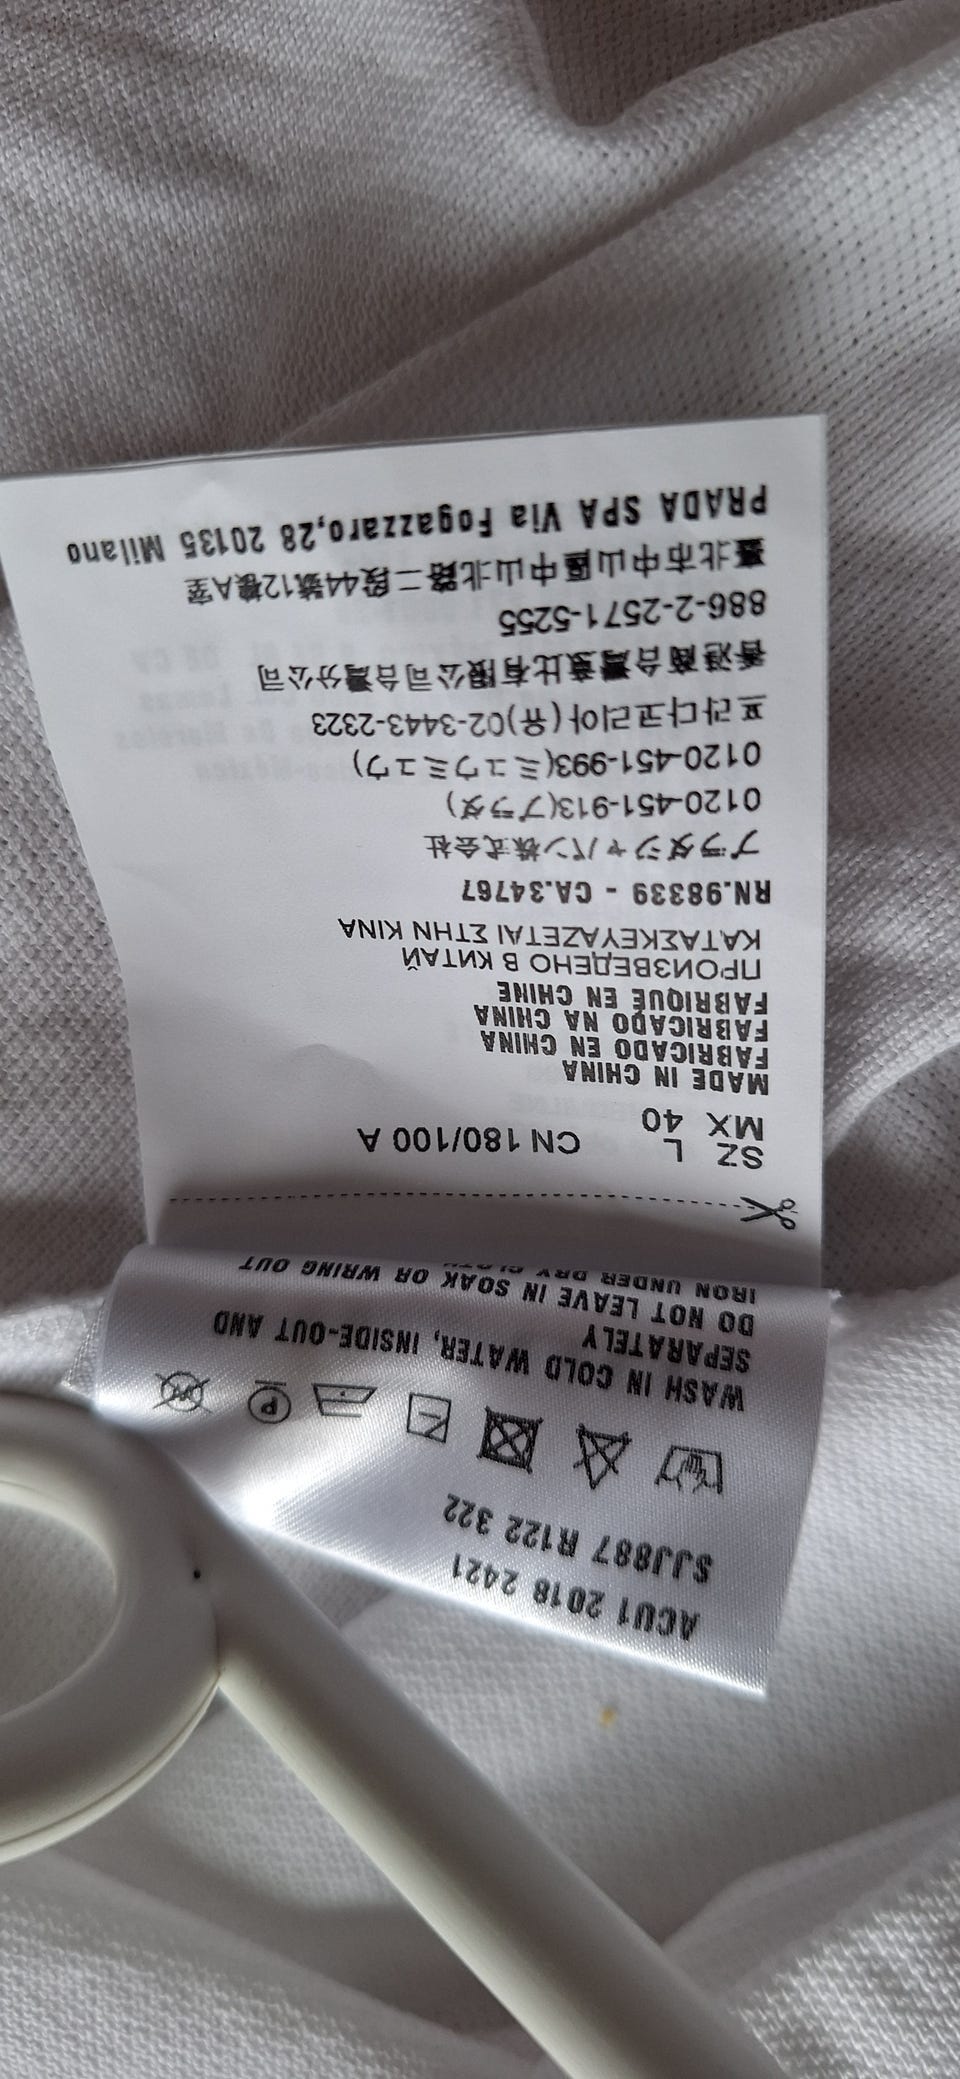 ACU1 2018 2421
SJJ887 R122 322
P
WASH IN COLD WATER, INSIDE-OUT AND
SEPARATELY
DO NOT LEAVE IN SOAK OR WRING OUT
IRON UNDER DRY CLOTH
SZ L CN 180/100 A
MX 40
MADE IN CHINA
FABRICADO EN CHINA
FABRICADO NA CHINA
FABRIQUÉ EN CHINE
ПРОИЗВЕДЕНО В КИТАЙ
ΚΑΤΑΣΚΕΥΑΖΕΤΑΙ ΣΤΗΝ ΚΙΝΑ
RN.98339 - CA.34767
プラダジャパン株式会社
0120-451-913(プラダ)
0120-451-993(ミュウミュウ)
프라다코리아(유)02-3443-2323
香港商台灣棗比有限公司台灣分公司
886-2-2571-5255
臺北市中山區中山北路二段44號12樓A室
PRADA SPA Via Fogazzaro,28 20135 Milano